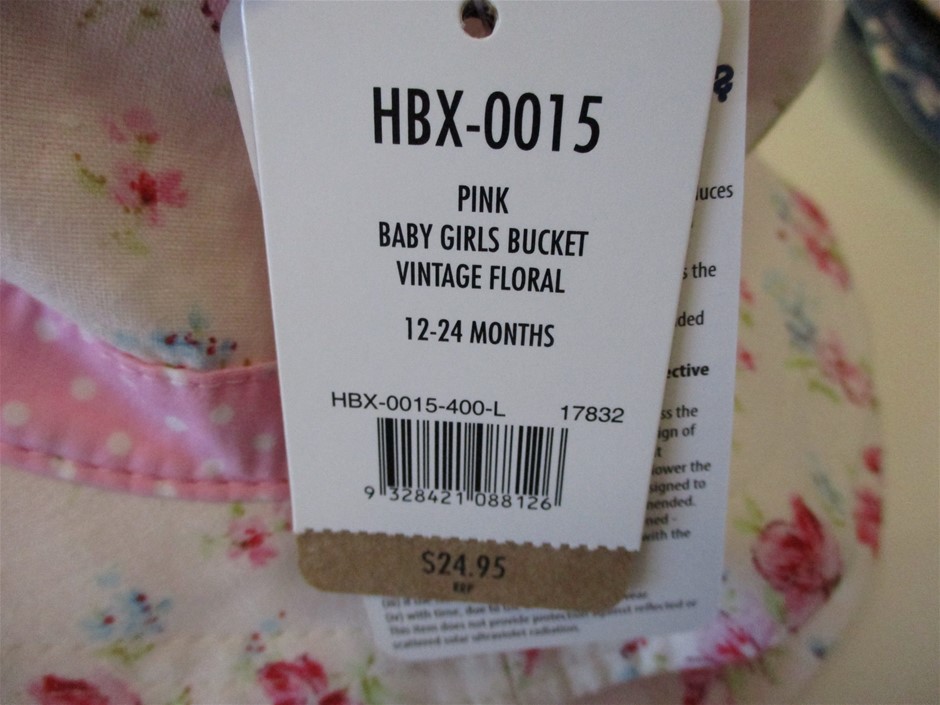 HBX-0015
PINK
BABY GIRLS BUCKET
VINTAGE FLORAL
12-24 MONTHS
HBX-0015-400-L 17832
9 328421 088126
$24.95
RRP
&
uces
s the
ded
ective
ss the
ign of
t
ower the
signed to
ended.
ned -
with the
(iv) with time, due to
This item does not provide protection against reflected or
scattered solar ultraviolet radiation.